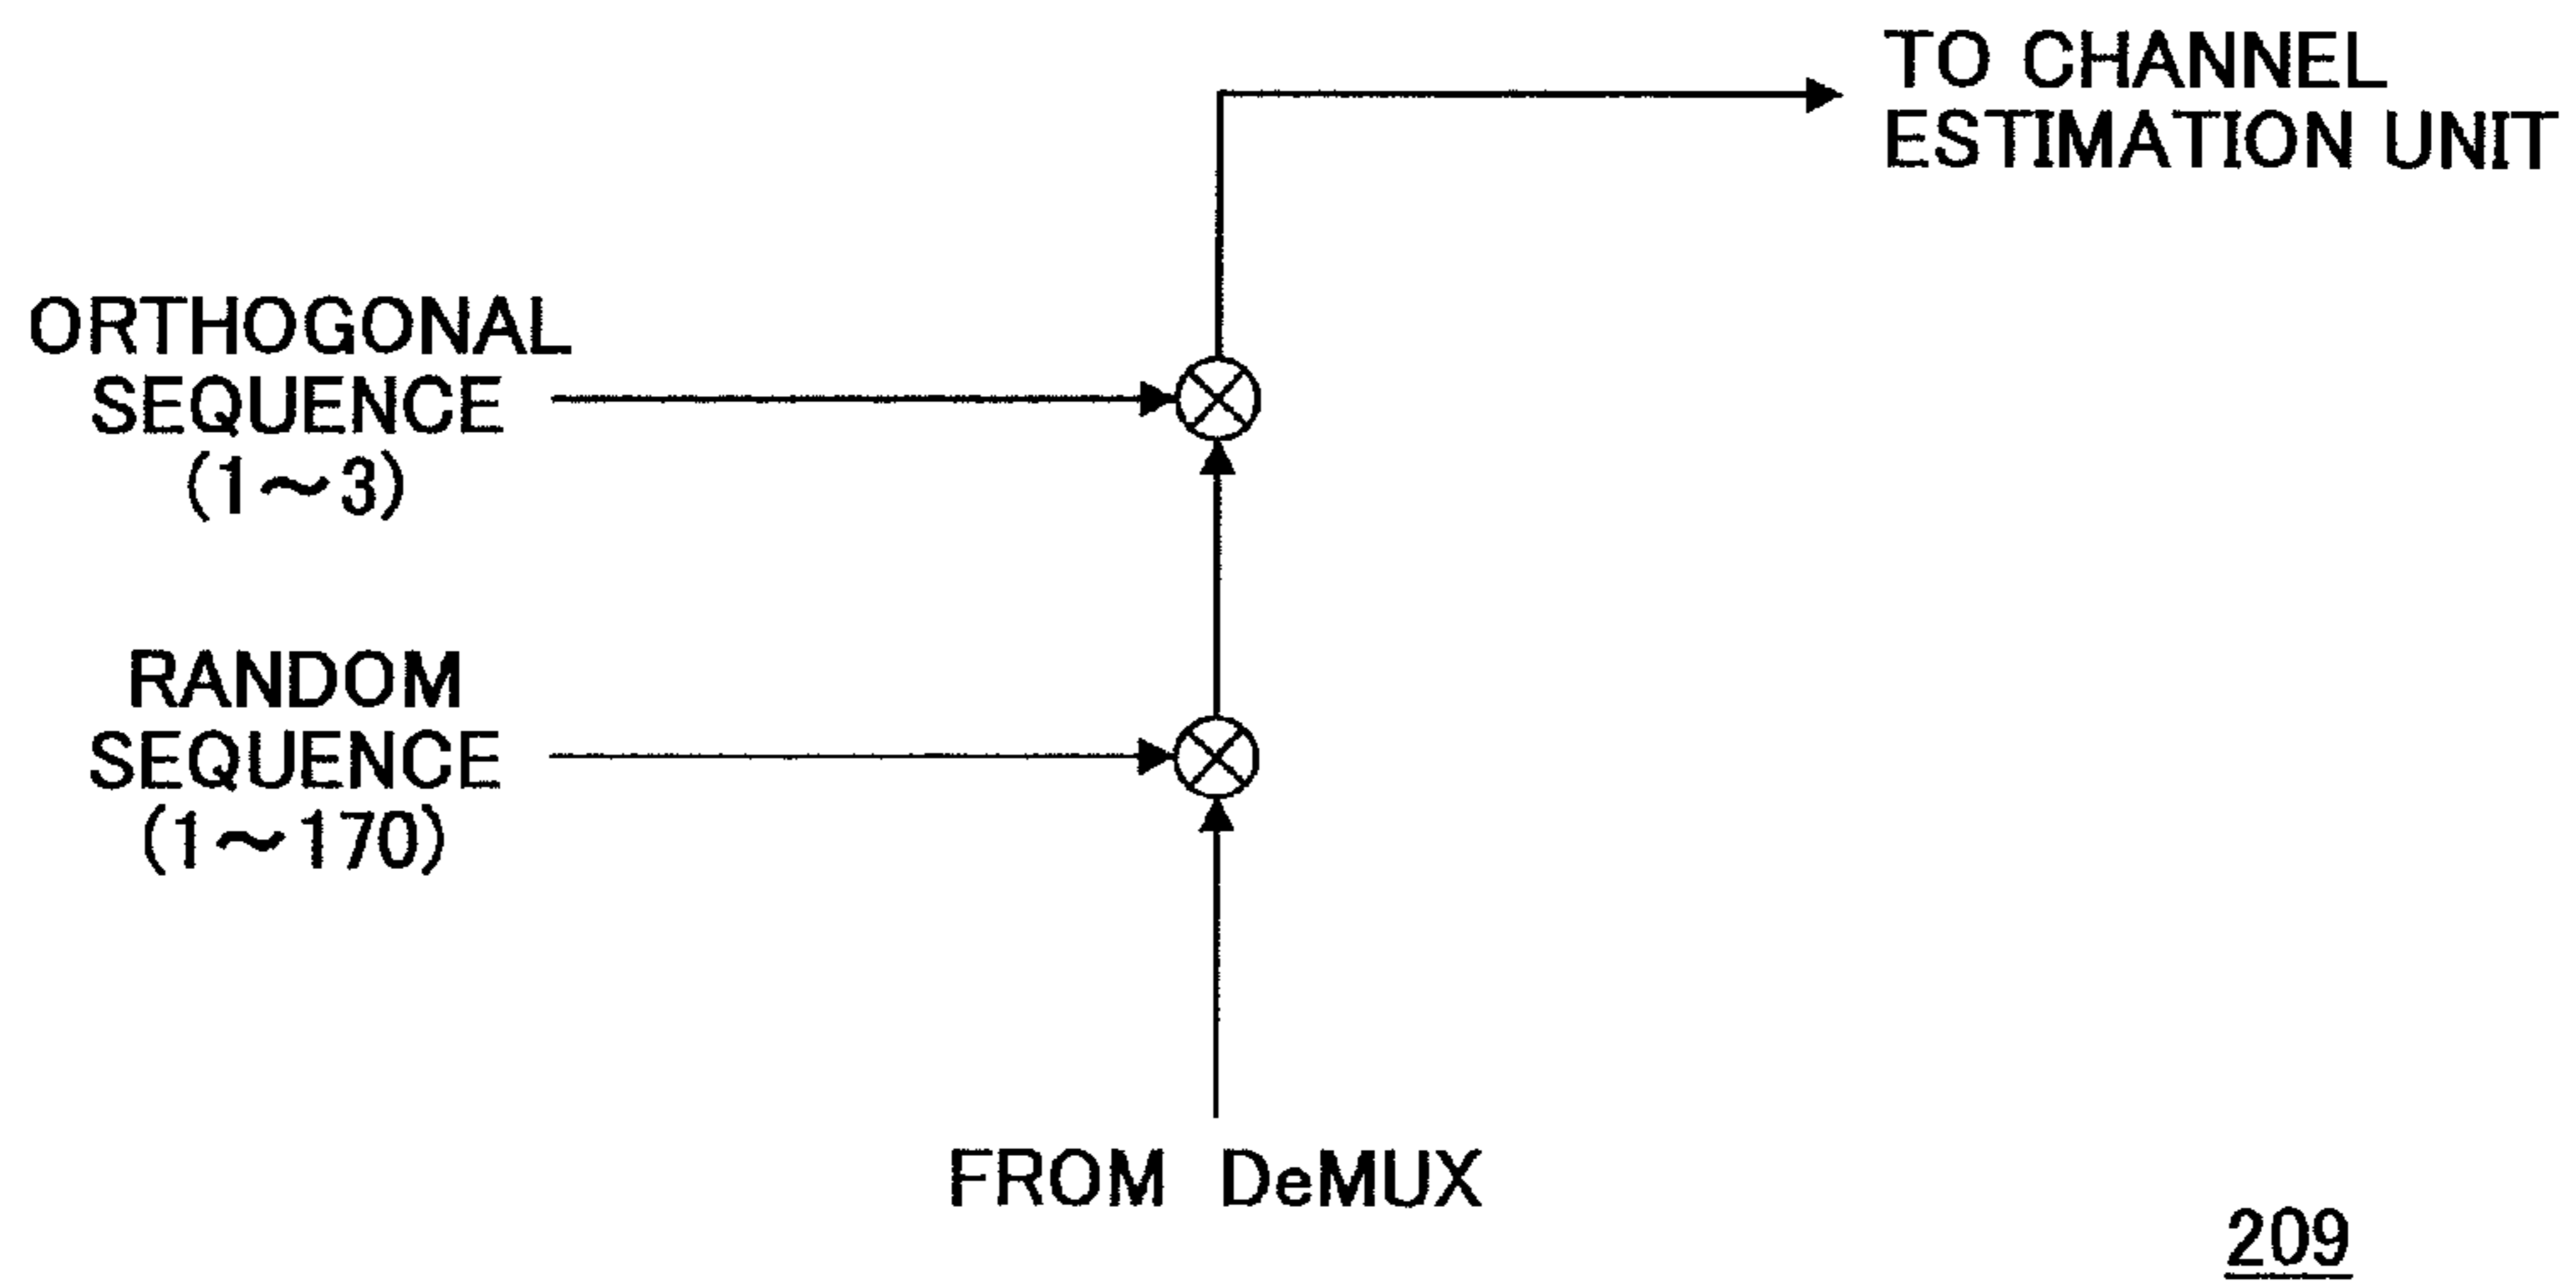 TO CHANNEL
ESTIMATION UNIT
ORTHOGONAL
SEQUENCE
(1~3)
RANDOM
SEQUENCE
(1~170)
FROM DeMUX
209